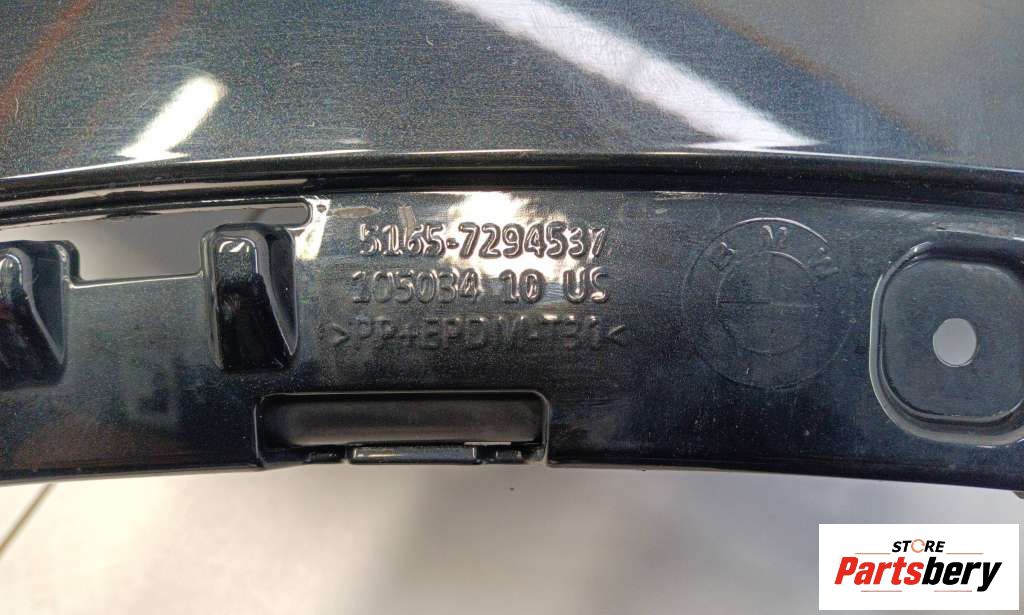 5165-7294537
105034 10 US
>PP+EPDM-T30<
BMW
STORE
Partsbery